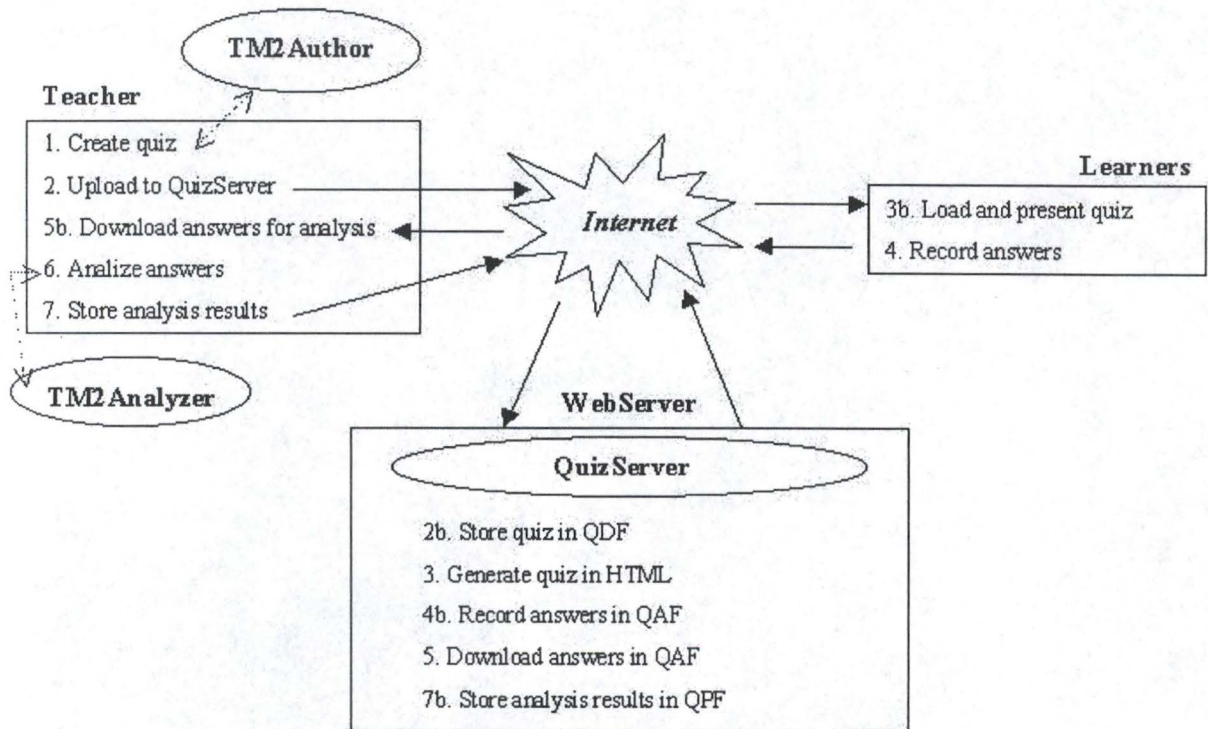 TM2Author
Teacher
1. Create quiz
2. Upload to QuizServer
5b. Download answers for analysis
6. Analize answers
7. Store analysis results
TM2Analyzer
Internet
Learners
3b. Load and present quiz
4. Record answers
WebServer
QuizServer
2b. Store quiz in QDF
3. Generate quiz in HTML
4b. Record answers in QAF
5. Download answers in QAF
7b. Store analysis results in QPF